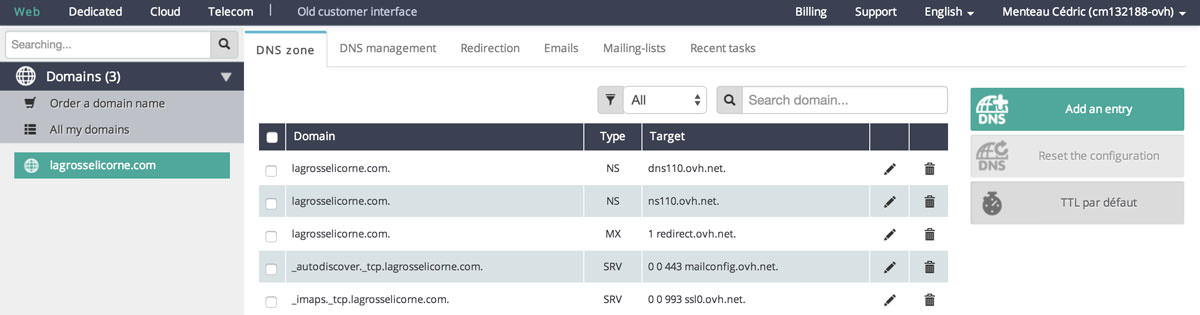 Web Dedicated Cloud Telecom | Old customer interface Billing Support English Menteau Cédric (cm132188-ovh)
Searching...
Domains (3)
Order a domain name
All my domains
lagrosselicorne.com
DNS zone DNS management Redirection Emails Mailing-lists Recent tasks
All Search domain...
Domain Type Target
lagrosselicorne.com. NS dns110.ovh.net.
lagrosselicorne.com. NS ns110.ovh.net.
lagrosselicorne.com. MX 1 redirect.ovh.net.
_autodiscover._tcp.lagrosselicorne.com. SRV 0 0 443 mailconfig.ovh.net.
_imaps._tcp.lagrosselicorne.com. SRV 0 0 993 ssl0.ovh.net.
DNS Add an entry
DNS Reset the configuration
TTL par défaut